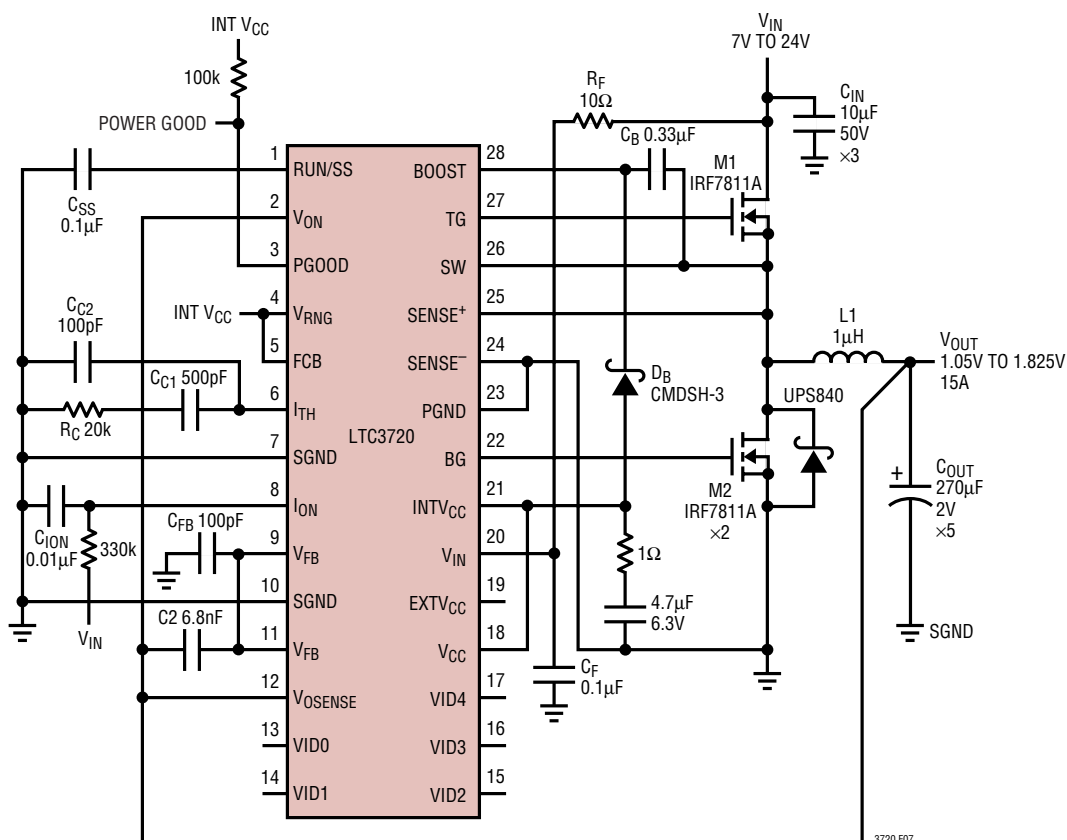 INT VCC
100k
POWER GOOD
VIN
7V TO 24V
RF
10Ω
CIN
10μF
50V
×3
CB 0.33μF
M1
IRF7811A
CSS
0.1μF
1
RUN/SS
2
VON
3
PGOOD
INT VCC
4
VRNG
5
FCB
CC2
100pF
CC1 500pF
6
ITH
RC 20k
7
SGND
8
ION
CION
0.01μF
330k
VIN
CFB 100pF
9
VFB
10
SGND
C2 6.8nF
11
VFB
12
VOSENSE
13
VID0
14
VID1
LTC3720
BOOST
28
TG
27
SW
26
SENSE+
25
SENSE–
24
PGND
23
BG
22
INTVCC
21
VIN
20
EXTVCC
19
VCC
18
VID4
17
VID3
16
VID2
15
DB
CMDSH-3
1Ω
4.7μF
6.3V
CF
0.1μF
L1
1μH
VOUT
1.05V TO 1.825V
15A
UPS840
M2
IRF7811A
×2
+
COUT
270μF
2V
×5
SGND
3720 F07